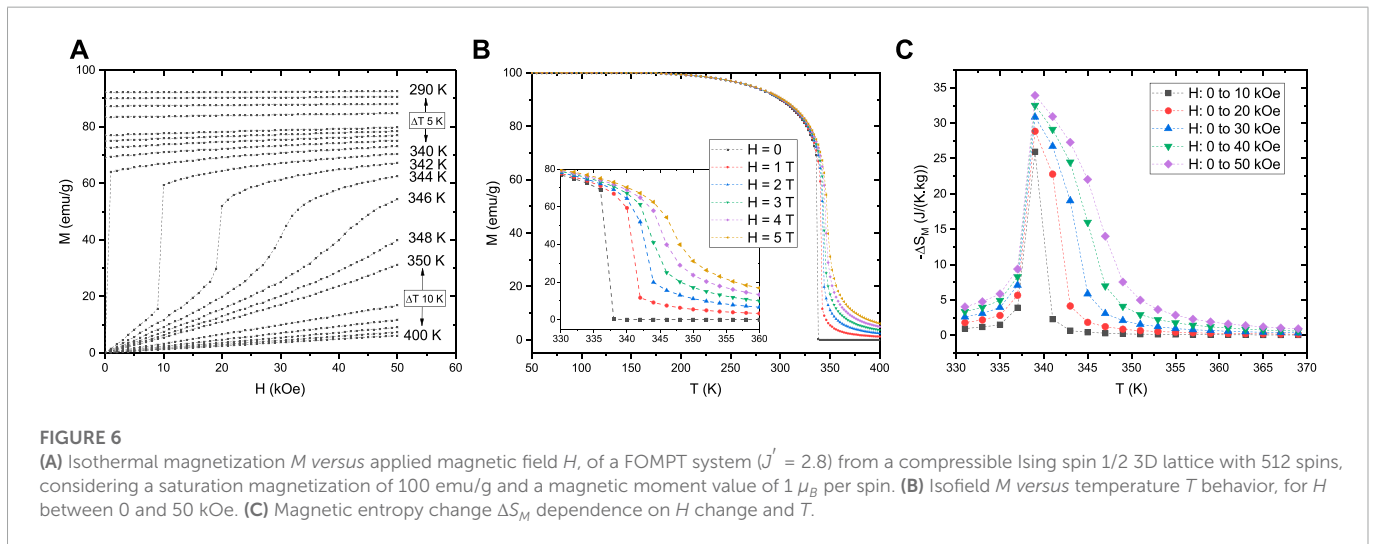 A
M (emu/g)
100
80
60
40
20
0
0
10
20
30
40
50
60
H (kOe)
290 K
ΔT 5 K
340 K
342 K
344 K
346 K
348 K
350 K
ΔT 10 K
400 K
B
M (emu/g)
100
90
80
70
60
50
40
30
20
10
0
50
100
150
200
250
300
350
400
T (K)
80
60
40
20
0
330
335
340
345
350
355
360
H = 0
H = 1 T
H = 2 T
H = 3 T
H = 4 T
H = 5 T
C
-ΔSM (J/(K.kg))
35
30
25
20
15
10
5
0
330
335
340
345
350
355
360
365
370
T (K)
H: 0 to 10 kOe
H: 0 to 20 kOe
H: 0 to 30 kOe
H: 0 to 40 kOe
H: 0 to 50 kOe
FIGURE 6
(A) Isothermal magnetization M versus applied magnetic field H, of a FOMPT system (J′ = 2.8) from a compressible Ising spin 1/2 3D lattice with 512 spins,
considering a saturation magnetization of 100 emu/g and a magnetic moment value of 1 μB per spin. (B) Isofield M versus temperature T behavior, for H
between 0 and 50 kOe. (C) Magnetic entropy change ΔSM dependence on H change and T.